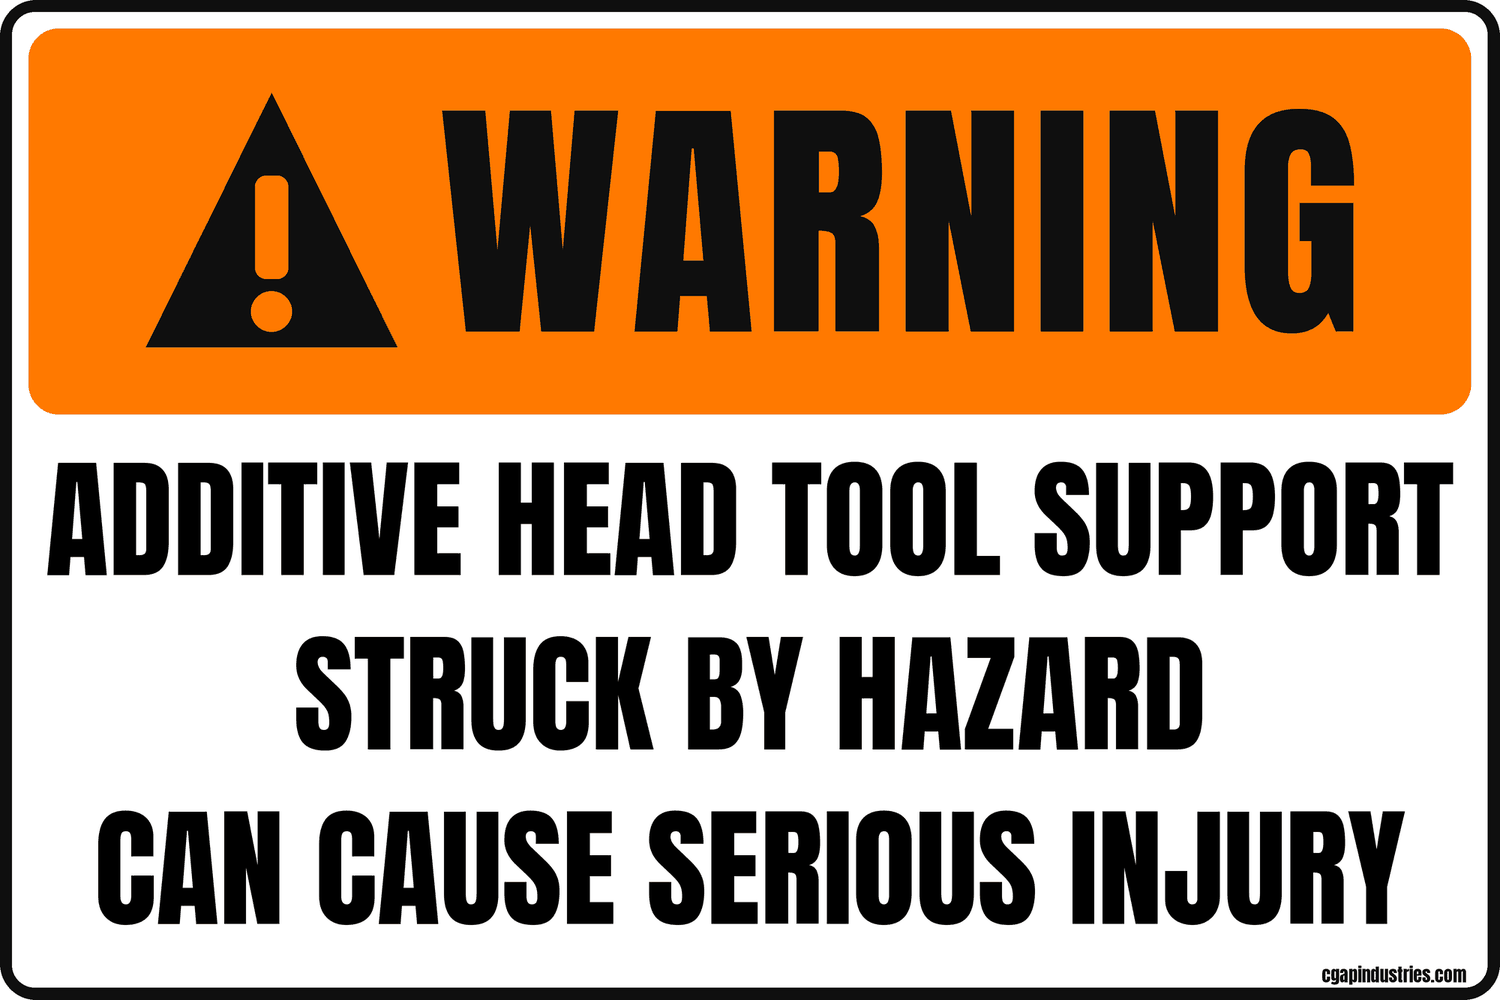 WARNING
ADDITIVE HEAD TOOL SUPPORT
STRUCK BY HAZARD
CAN CAUSE SERIOUS INJURY
cgapindustries.com